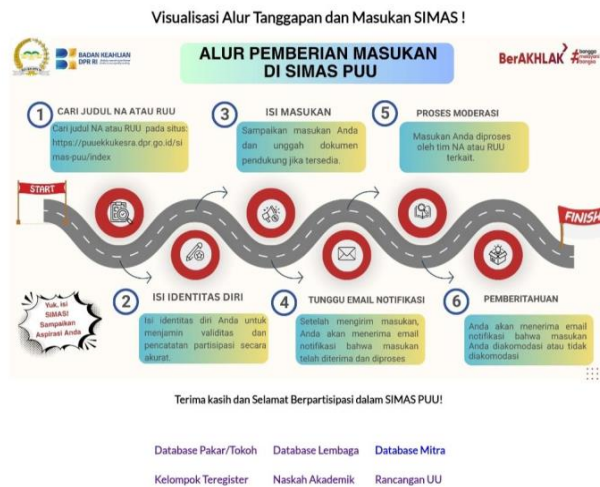 Visualisasi Alur Tanggapan dan Masukan SIMAS !
BADAN KEAHLIAN
DPR RI
ALUR PEMBERIAN MASUKAN
DI SIMAS PUU
BerAKHLAK
#bangga
melayani
bangsa
1 CARI JUDUL NA ATAU RUU
Cari judul NA atau RUU pada situs:
https://puuekkukesra.dpr.go.id/si
mas-puu/index
3 ISI MASUKAN
Sampaikan masukan Anda
dan unggah dokumen
pendukung jika tersedia.
5 PROSES MODERASI
Masukan Anda diproses
oleh tim NA atau RUU
terkait.
START
FINISH
Yuk, isi
SIMAS!
Sampaikan
Aspirasi Anda
2 ISI IDENTITAS DIRI
Isi identitas diri Anda untuk
menjamin validitas dan
pencatatan partisipasi secara
akurat.
4 TUNGGU EMAIL NOTIFIKASI
Setelah mengirim masukan,
Anda akan menerima email
notifikasi bahwa masukan
telah diterima dan diproses
6 PEMBERITAHUAN
Anda akan menerima email
notifikasi bahwa masukan
Anda diakomodasi atau tidak
diakomodasi
Terima kasih dan Selamat Berpartisipasi dalam SIMAS PUU!
Database Pakar/Tokoh Database Lembaga Database Mitra
Kelompok Teregister Naskah Akademik Rancangan UU